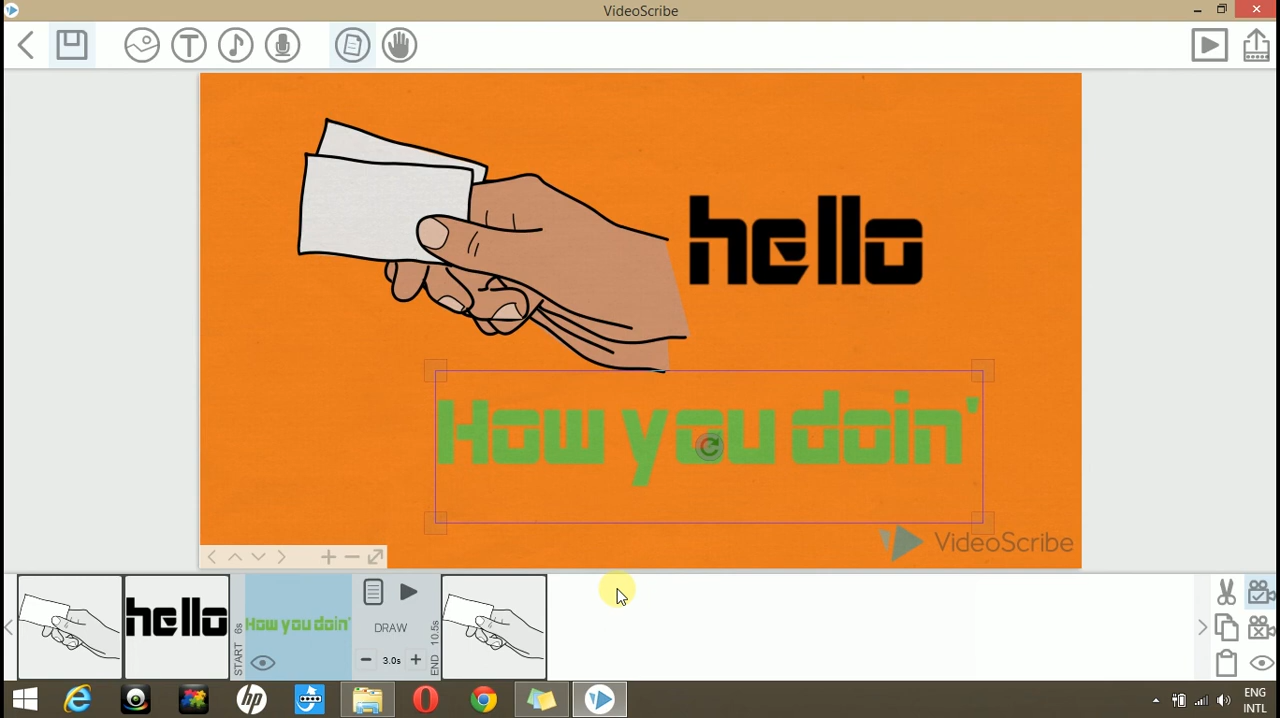 VideoScribe
T
hello
How you doin'
VideoScribe
hello
START 6s
How you doin'
DRAW
3.0s
END 10.5s
hp
ENG
INTL